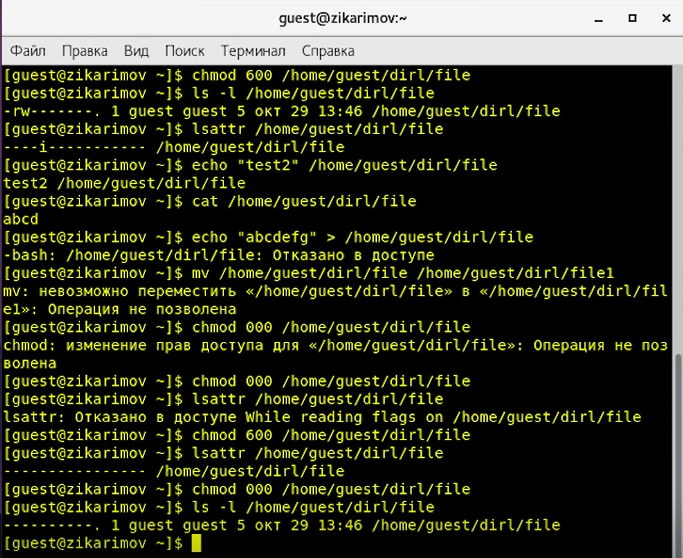 guest@zikarimov:~
Файл Правка Вид Поиск Терминал Справка
[guest@zikarimov ~]$ chmod 600 /home/guest/dirl/file
[guest@zikarimov ~]$ ls -l /home/guest/dirl/file
-rw-------. 1 guest guest 5 окт 29 13:46 /home/guest/dirl/file
[guest@zikarimov ~]$ lsattr /home/guest/dirl/file
----i----------- /home/guest/dirl/file
[guest@zikarimov ~]$ echo "test2" /home/guest/dirl/file
test2 /home/guest/dirl/file
[guest@zikarimov ~]$ cat /home/guest/dirl/file
abcd
[guest@zikarimov ~]$ echo "abcdefg" > /home/guest/dirl/file
-bash: /home/guest/dirl/file: Отказано в доступе
[guest@zikarimov ~]$ mv /home/guest/dirl/file /home/guest/dirl/file1
mv: невозможно переместить «/home/guest/dirl/file» в «/home/guest/dirl/fil
e1»: Операция не позволена
[guest@zikarimov ~]$ chmod 000 /home/guest/dirl/file
chmod: изменение прав доступа для «/home/guest/dirl/file»: Операция не поз
волена
[guest@zikarimov ~]$ chmod 000 /home/guest/dirl/file
[guest@zikarimov ~]$ lsattr /home/guest/dirl/file
lsattr: Отказано в доступе While reading flags on /home/guest/dirl/file
[guest@zikarimov ~]$ chmod 600 /home/guest/dirl/file
[guest@zikarimov ~]$ lsattr /home/guest/dirl/file
---------------- /home/guest/dirl/file
[guest@zikarimov ~]$ chmod 000 /home/guest/dirl/file
[guest@zikarimov ~]$ ls -l /home/guest/dirl/file
----------. 1 guest guest 5 окт 29 13:46 /home/guest/dirl/file
[guest@zikarimov ~]$